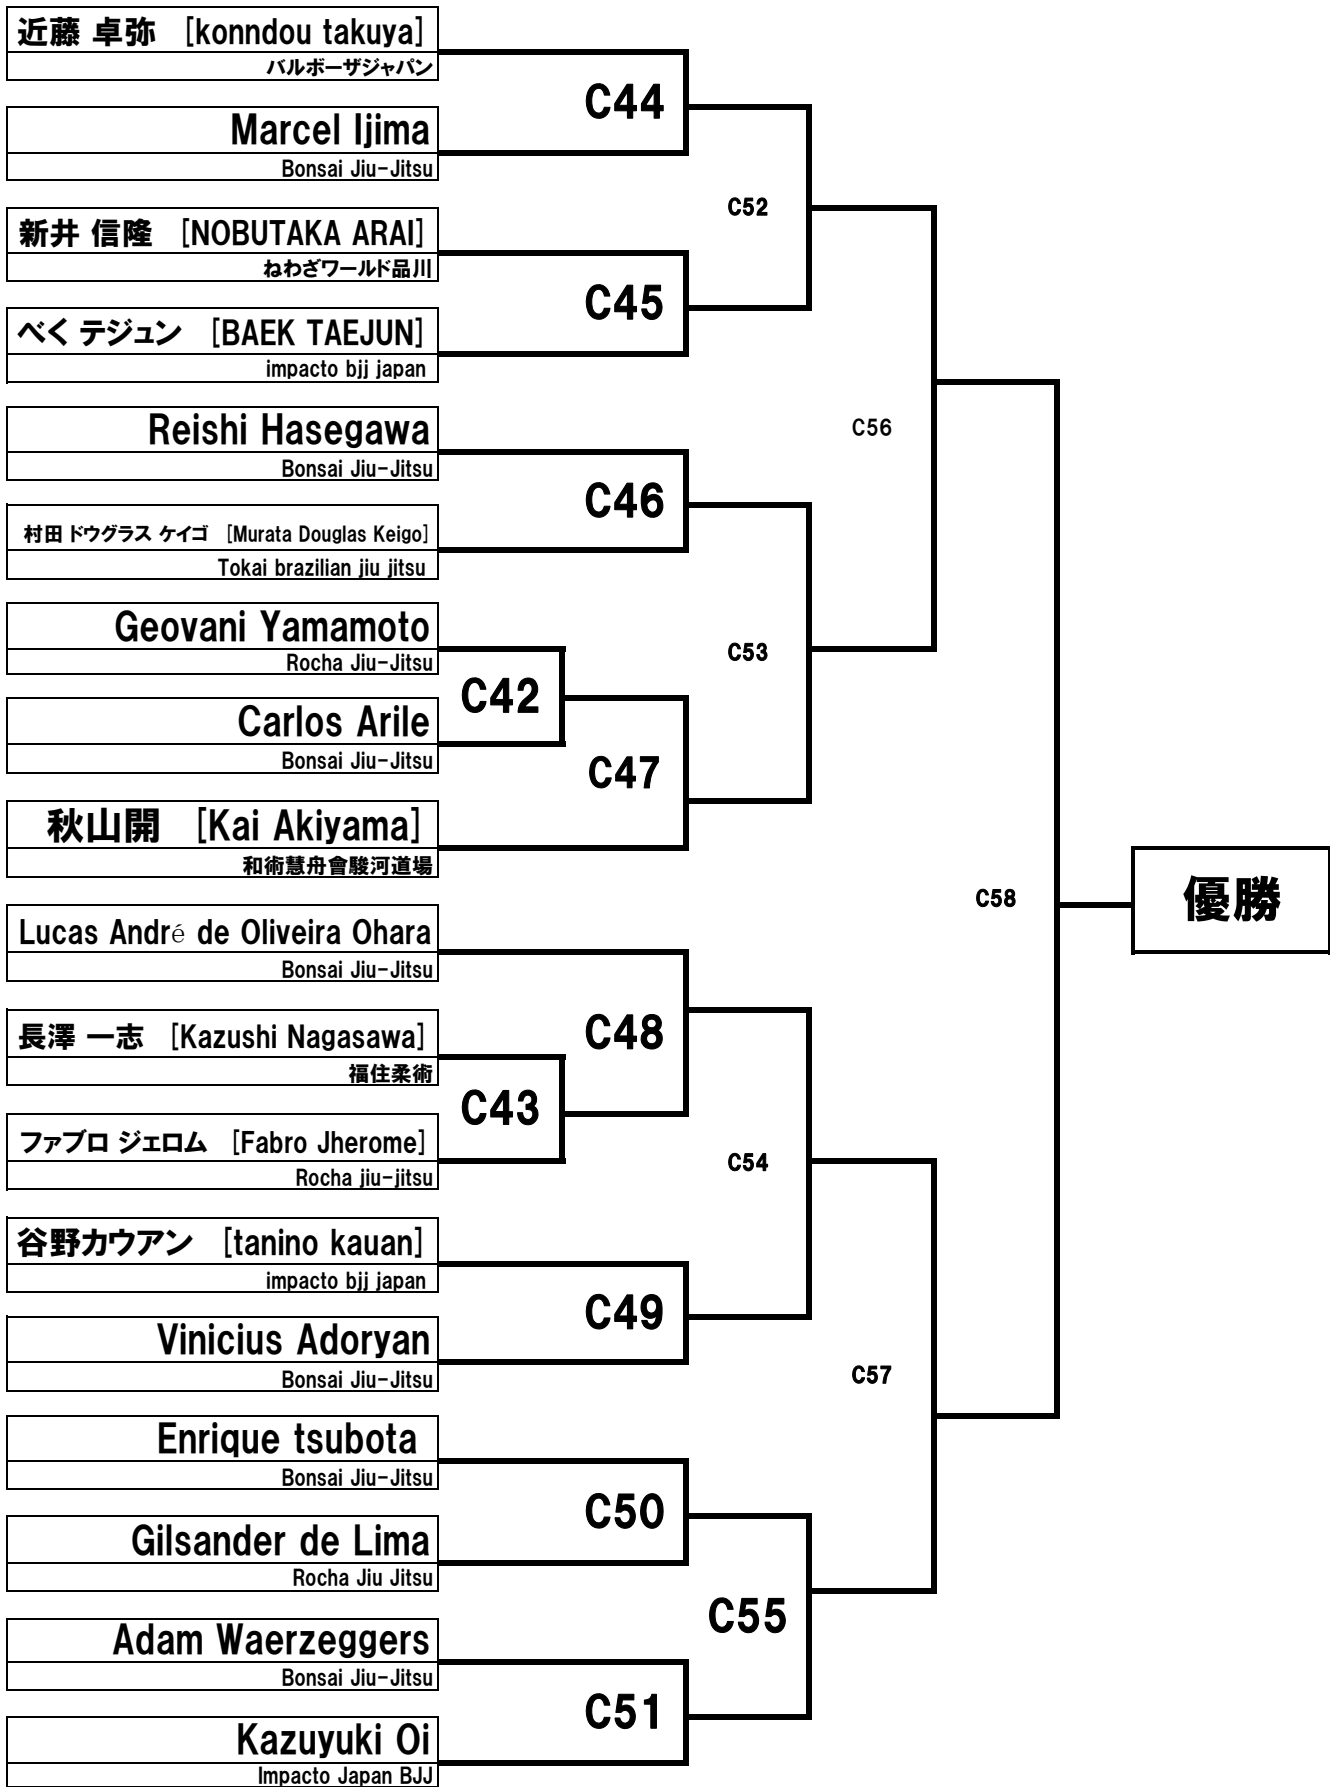 近藤 卓弥 [konndou takuya]
バルボーザジャパン
C44
Marcel Ijima
Bonsai Jiu-Jitsu
C52
新井 信隆 [NOBUTAKA ARAI]
ねわざワールド品川
C45
べく テジュン [BAEK TAEJUN]
impacto bjj japan
Reishi Hasegawa
Bonsai Jiu-Jitsu
C56
C46
村田 ドウグラス ケイゴ [Murata Douglas Keigo]
Tokai brazilian jiu jitsu
Geovani Yamamoto
Rocha Jiu-Jitsu
C53
C42
Carlos Arile
Bonsai Jiu-Jitsu
C47
秋山開 [Kai Akiyama]
和術慧舟會駿河道場
C58
優勝
Lucas André de Oliveira Ohara
Bonsai Jiu-Jitsu
C48
長澤 一志 [Kazushi Nagasawa]
福住柔術
C43
ファブロ ジェロム [Fabro Jherome]
Rocha jiu-jitsu
C54
谷野カウアン [tanino kauan]
impacto bjj japan
C49
Vinicius Adoryan
Bonsai Jiu-Jitsu
C57
Enrique tsubota
Bonsai Jiu-Jitsu
C50
Gilsander de Lima
Rocha Jiu Jitsu
C55
Adam Waerzeggers
Bonsai Jiu-Jitsu
C51
Kazuyuki Oi
Impacto Japan BJJ